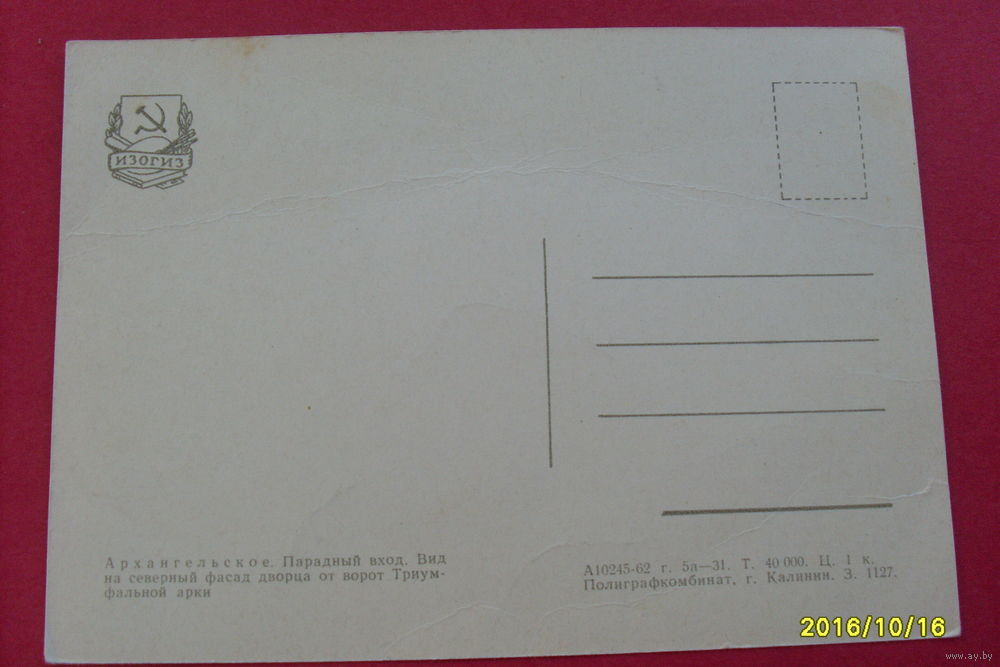 ИЗОГИЗ
Архангельское. Парадный вход. Вид
на северный фасад дворца от ворот Триум-
фальной арки
А10245-62 г. 5а—31. Т. 40 000. Ц. 1 к.
Полиграфкомбинат, г. Калинин. З. 1127.
2016/10/16
www.ay.by